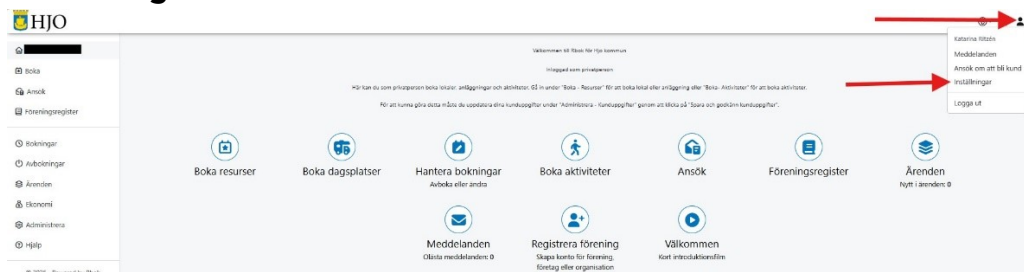 HJO
Katarina Ritzén
Meddelanden
Ansök om att bli kund
Inställningar
Logga ut
Boka
Ansök
Föreningsregister
Bokningar
Avbokningar
Ärenden
Ekonomi
Administrera
Hjälp
Välkommen till Rbok för Hjo kommun
Inloggad som privatperson
Här kan du som privatperson boka lokaler, anläggningar och aktiviteter. Gå in under "Boka - Resurser" för att boka lokal eller anläggning eller "Boka- Aktiviteter" för att boka aktiviteter.
För att kunna göra detta måste du uppdatera dina kunduppgifter under "Administrera - Kunduppgifter" genom att klicka på "Spara och godkänn kunduppgifter".
Boka resurser
Boka dagsplatser
Hantera bokningar
Avboka eller ändra
Boka aktiviteter
Ansök
Föreningsregister
Ärenden
Nytt i ärenden: 0
Meddelanden
Olästa meddelanden: 0
Registrera förening
Skapa konto för förening,
företag eller organisation
Välkommen
Kort introduktionsfilm